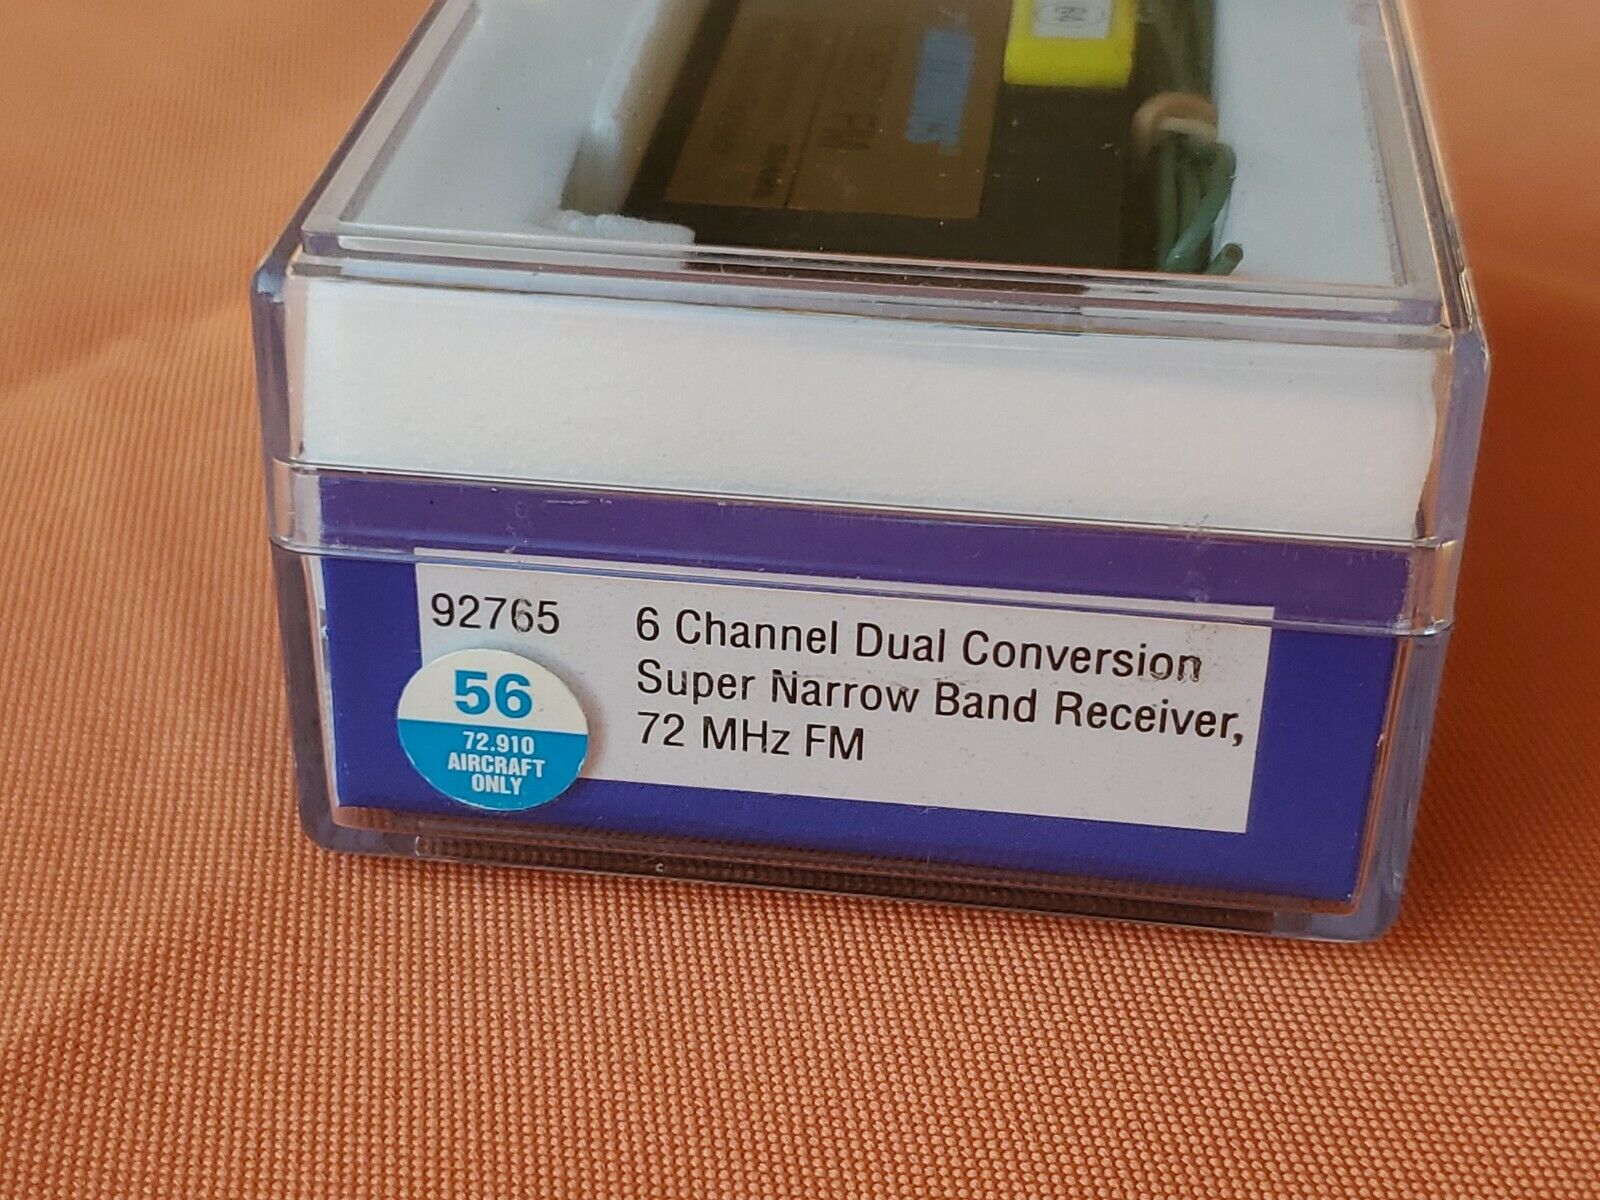 92765
6 Channel Dual Conversion
Super Narrow Band Receiver,
72 MHz FM
56
72.910
AIRCRAFT
ONLY